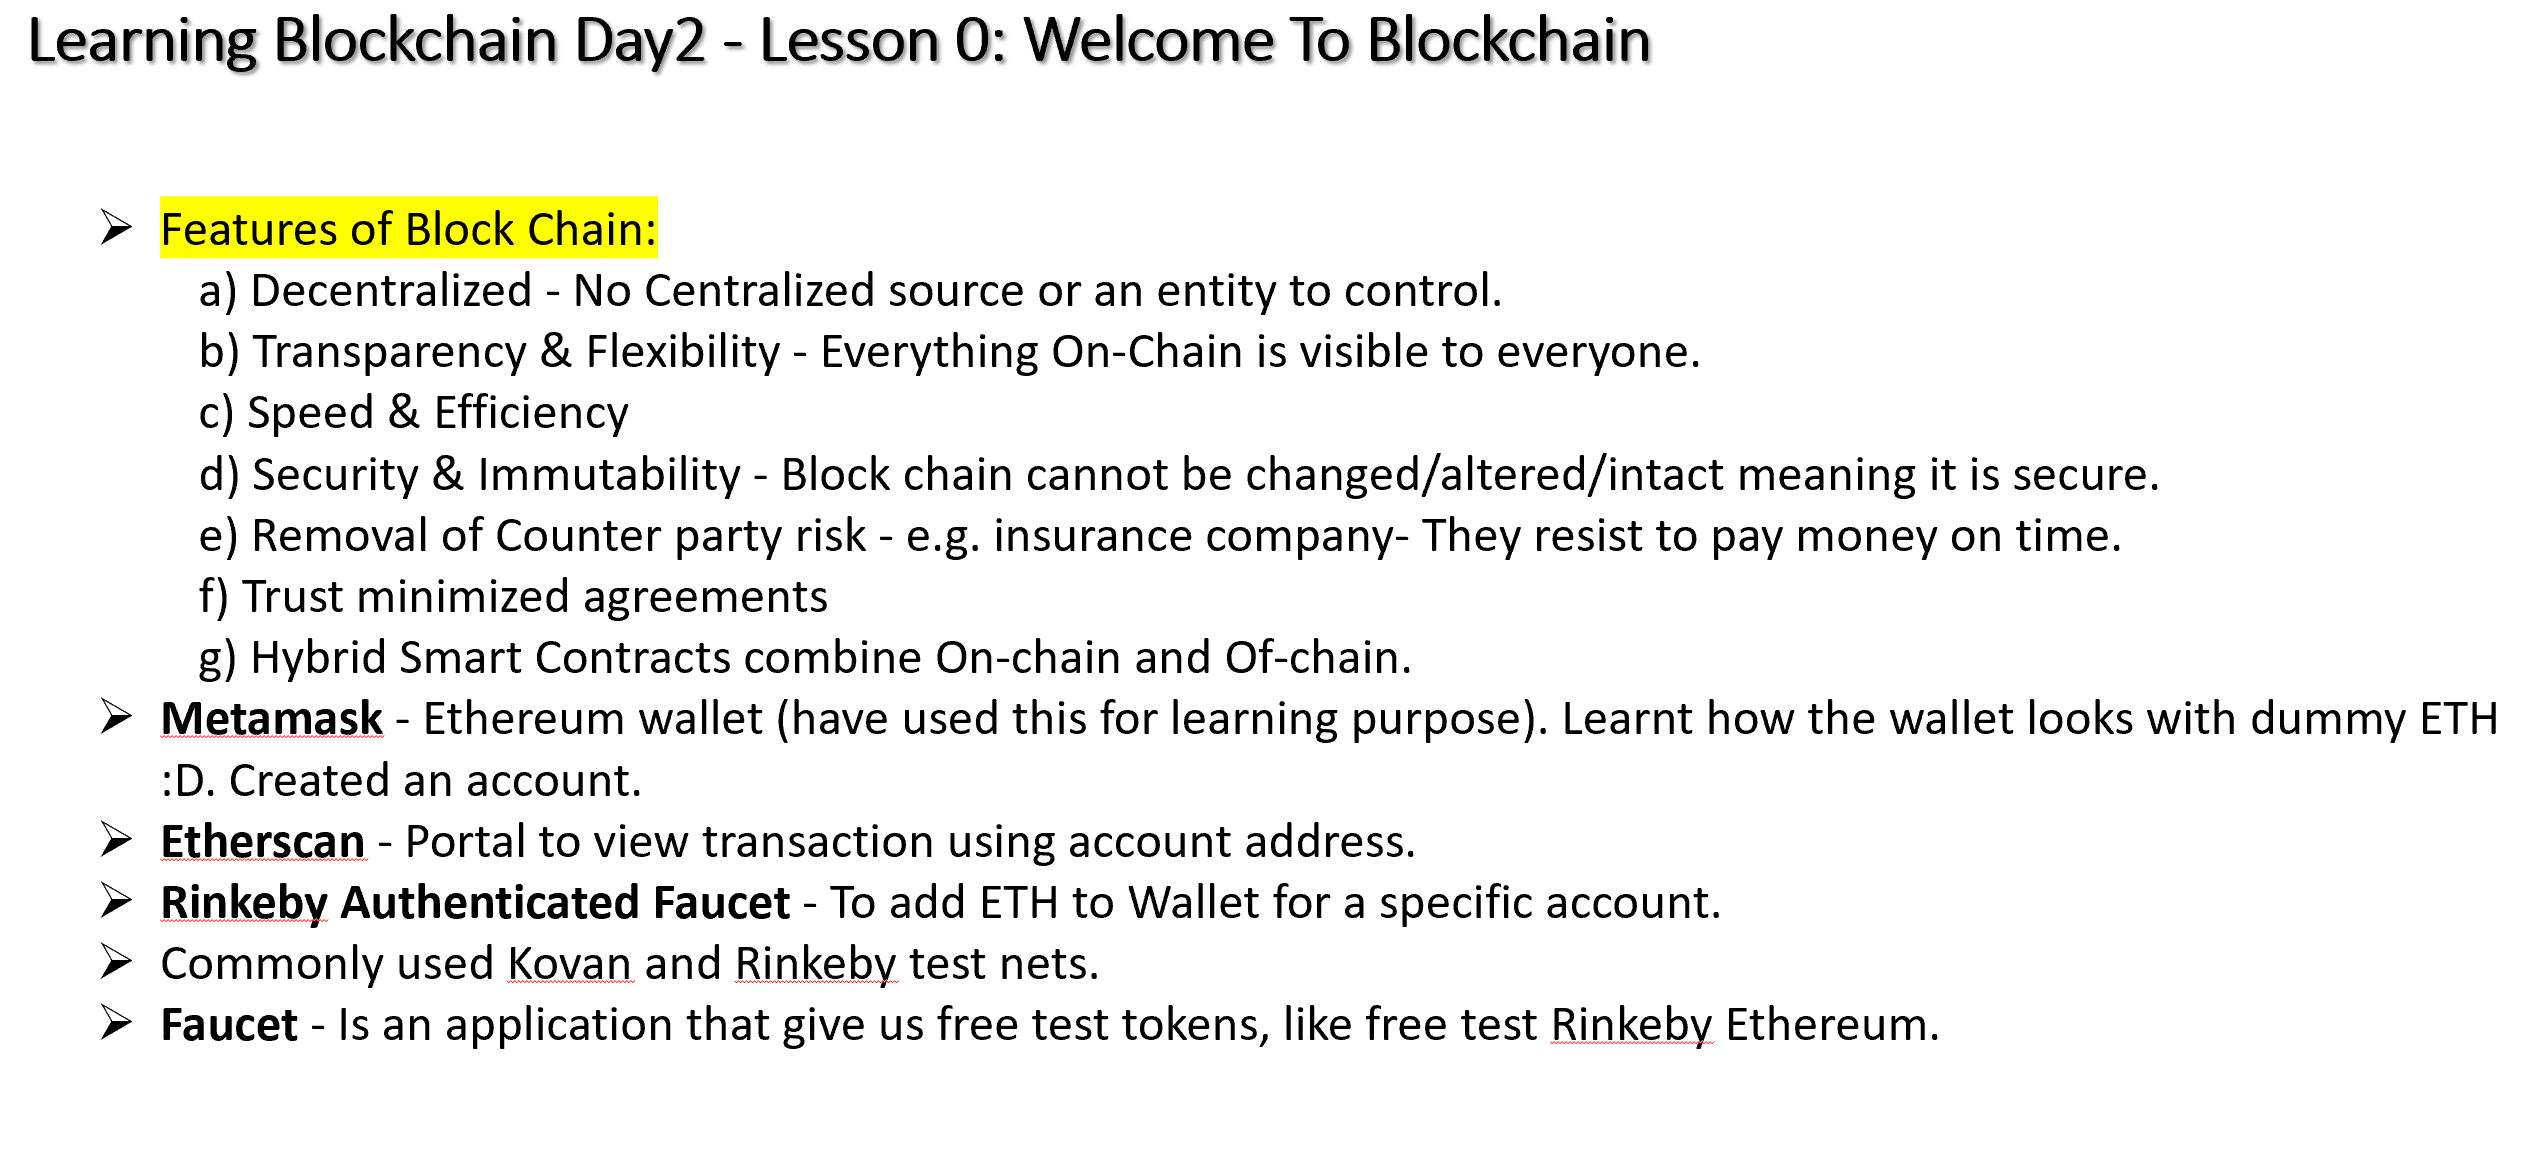 Learning Blockchain Day2 - Lesson 0: Welcome To Blockchain
➢ Features of Block Chain:
a) Decentralized - No Centralized source or an entity to control.
b) Transparency & Flexibility - Everything On-Chain is visible to everyone.
c) Speed & Efficiency
d) Security & Immutability - Block chain cannot be changed/altered/intact meaning it is secure.
e) Removal of Counter party risk - e.g. insurance company- They resist to pay money on time.
f) Trust minimized agreements
g) Hybrid Smart Contracts combine On-chain and Of-chain.
➢ Metamask - Ethereum wallet (have used this for learning purpose). Learnt how the wallet looks with dummy ETH
:D. Created an account.
➢ Etherscan - Portal to view transaction using account address.
➢ Rinkeby Authenticated Faucet - To add ETH to Wallet for a specific account.
➢ Commonly used Kovan and Rinkeby test nets.
➢ Faucet - Is an application that give us free test tokens, like free test Rinkeby Ethereum.